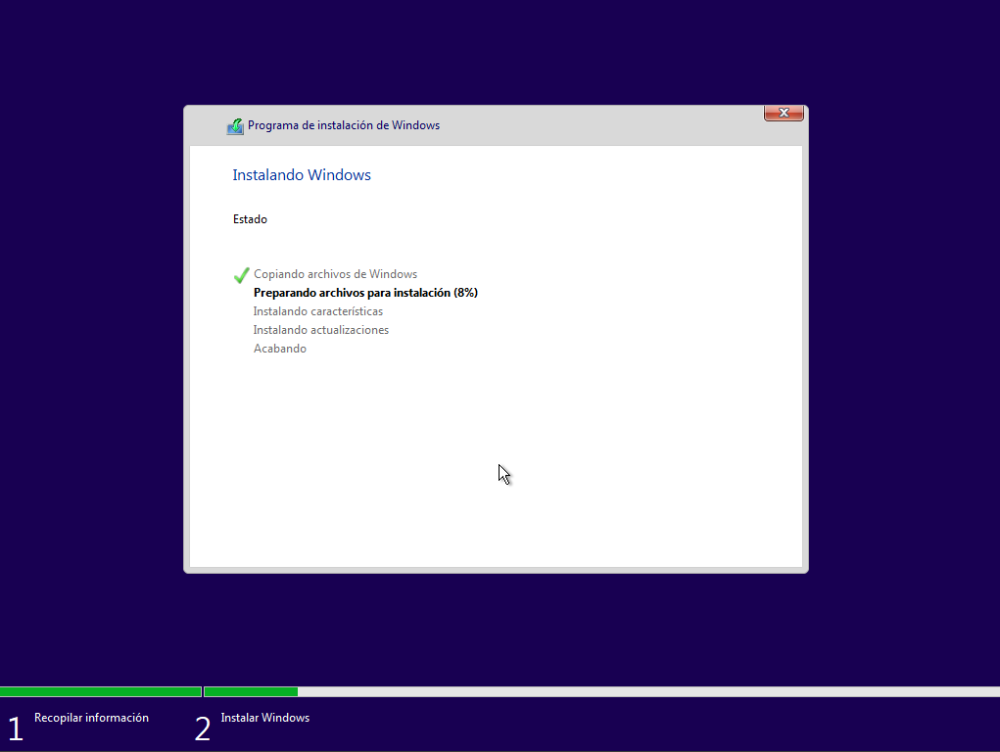 Programa de instalación de Windows
Instalando Windows
Estado
Copiando archivos de Windows
Preparando archivos para instalación (8%)
Instalando características
Instalando actualizaciones
Acabando
1 Recopilar información
2 Instalar Windows